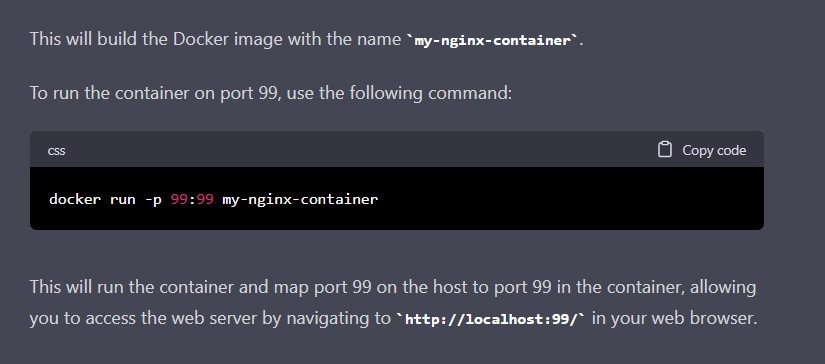 This will build the Docker image with the name `my-nginx-container`.
To run the container on port 99, use the following command:
css Copy code
docker run -p 99:99 my-nginx-container
This will run the container and map port 99 on the host to port 99 in the container, allowing
you to access the web server by navigating to `http://localhost:99/` in your web browser.